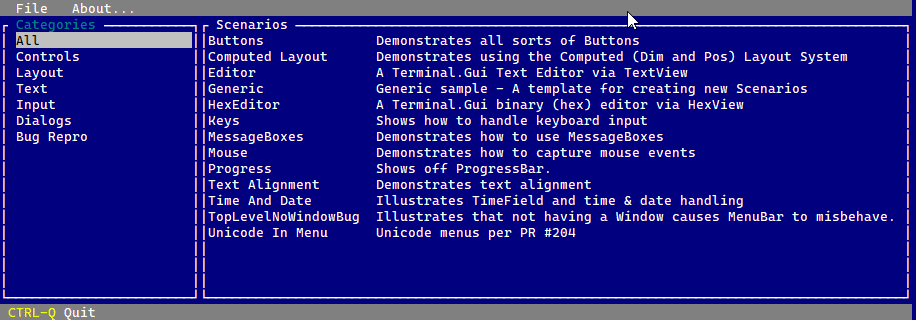 File About...
Categories Scenarios
All Buttons Demonstrates all sorts of Buttons
Controls Computed Layout Demonstrates using the Computed (Dim and Pos) Layout System
Layout Editor A Terminal.Gui Text Editor via TextView
Text Generic Generic sample - A template for creating new Scenarios
Input HexEditor A Terminal.Gui binary (hex) editor via HexView
Dialogs Keys Shows how to handle keyboard input
Bug Repro MessageBoxes Demonstrates how to use MessageBoxes
Mouse Demonstrates how to capture mouse events
Progress Shows off ProgressBar.
Text Alignment Demonstrates text alignment
Time And Date Illustrates TimeField and time & date handling
TopLevelNoWindowBug Illustrates that not having a Window causes MenuBar to misbehave.
Unicode In Menu Unicode menus per PR #204
CTRL-Q Quit